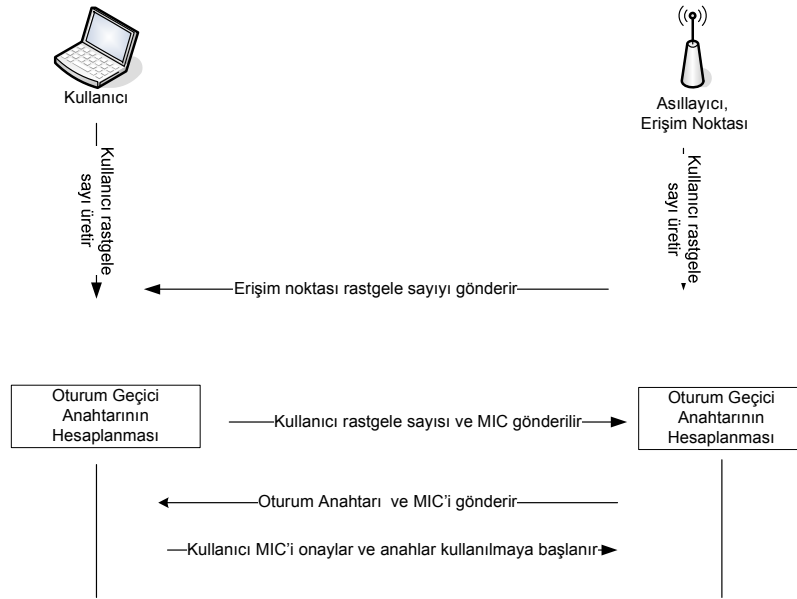 Kullanıcı
Asıllayıcı,
Erişim Noktası
Kullanıcı rastgele
sayı üretir
Kullanıcı rastgele
sayı üretir
Erişim noktası rastgele sayıyı gönderir
Oturum Geçici
Anahtarının
Hesaplanması
Kullanıcı rastgele sayısı ve MIC gönderilir
Oturum Geçici
Anahtarının
Hesaplanması
Oturum Anahtarı ve MIC'i gönderir
Kullanıcı MIC'i onaylar ve anahlar kullanılmaya başlanır